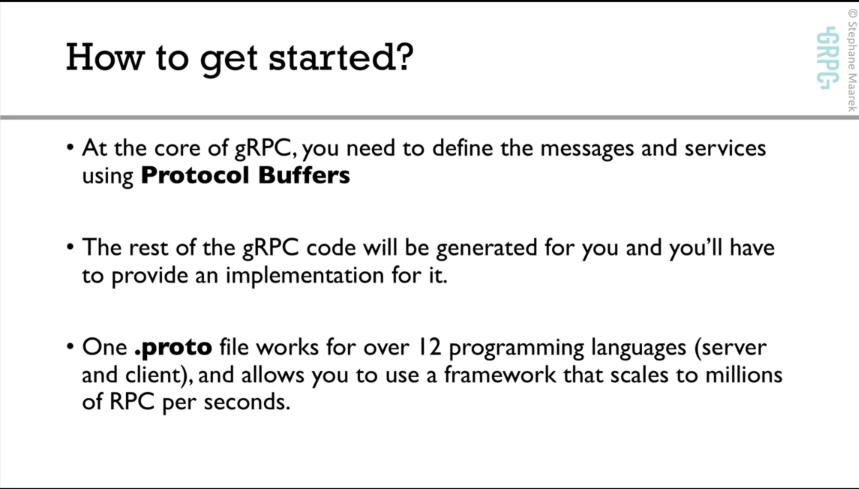 How to get started?
© Stephane Maarek
GRPC
• At the core of gRPC, you need to define the messages and services
using Protocol Buffers
• The rest of the gRPC code will be generated for you and you'll have
to provide an implementation for it.
• One .proto file works for over 12 programming languages (server
and client), and allows you to use a framework that scales to millions
of RPC per seconds.